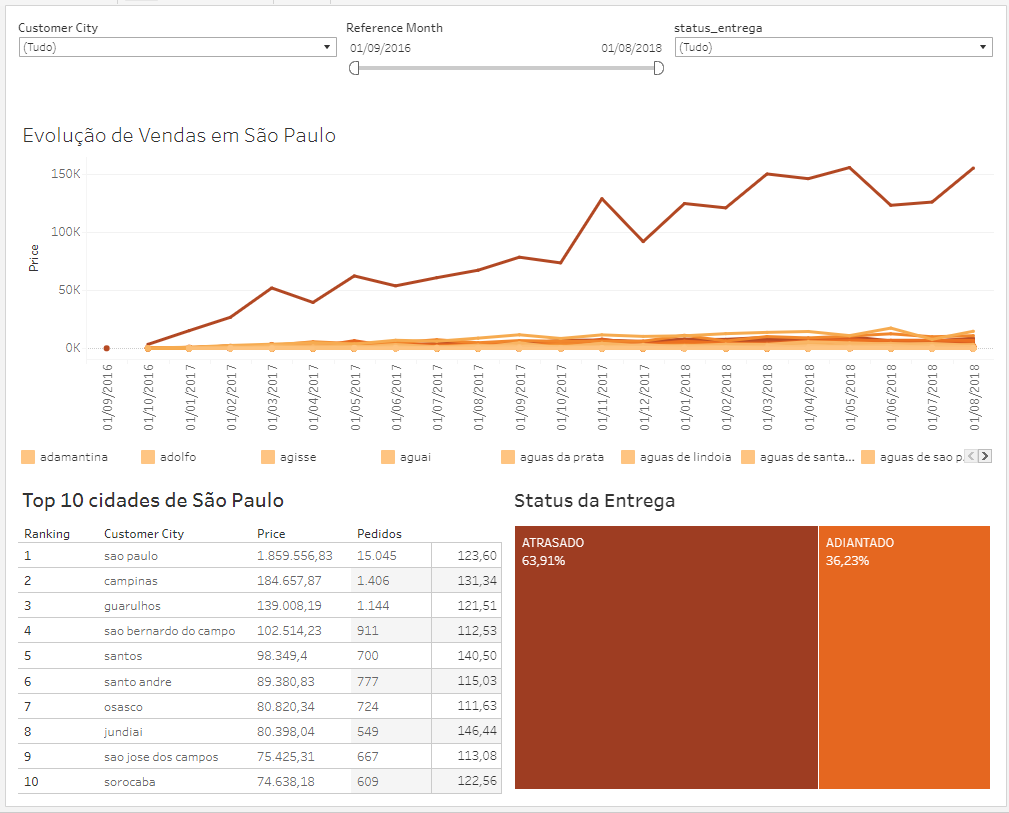 Customer City
(Tudo)
Reference Month
01/09/2016 01/08/2018
status_entrega
(Tudo)
Evolução de Vendas em São Paulo
Price
150K
100K
50K
0K
01/09/2016 01/10/2016 01/01/2017 01/02/2017 01/03/2017 01/04/2017 01/05/2017 01/06/2017 01/07/2017 01/08/2017 01/09/2017 01/10/2017 01/11/2017 01/12/2017 01/01/2018 01/02/2018 01/03/2018 01/04/2018 01/05/2018 01/06/2018 01/07/2018 01/08/2018
adamantina adolfo agisse aguai aguas da prata aguas de lindoia aguas de santa... aguas de sao p
Top 10 cidades de São Paulo
Ranking Customer City Price Pedidos
1 sao paulo 1.859.556,83 15.045 123,60
2 campinas 184.657,87 1.406 131,34
3 guarulhos 139.008,19 1.144 121,51
4 sao bernardo do campo 102.514,23 911 112,53
5 santos 98.349,4 700 140,50
6 santo andre 89.380,83 777 115,03
7 osasco 80.820,34 724 111,63
8 jundiai 80.398,04 549 146,44
9 sao jose dos campos 75.425,31 667 113,08
10 sorocaba 74.638,18 609 122,56
Status da Entrega
ATRASADO
63,91%
ADIANTADO
36,23%